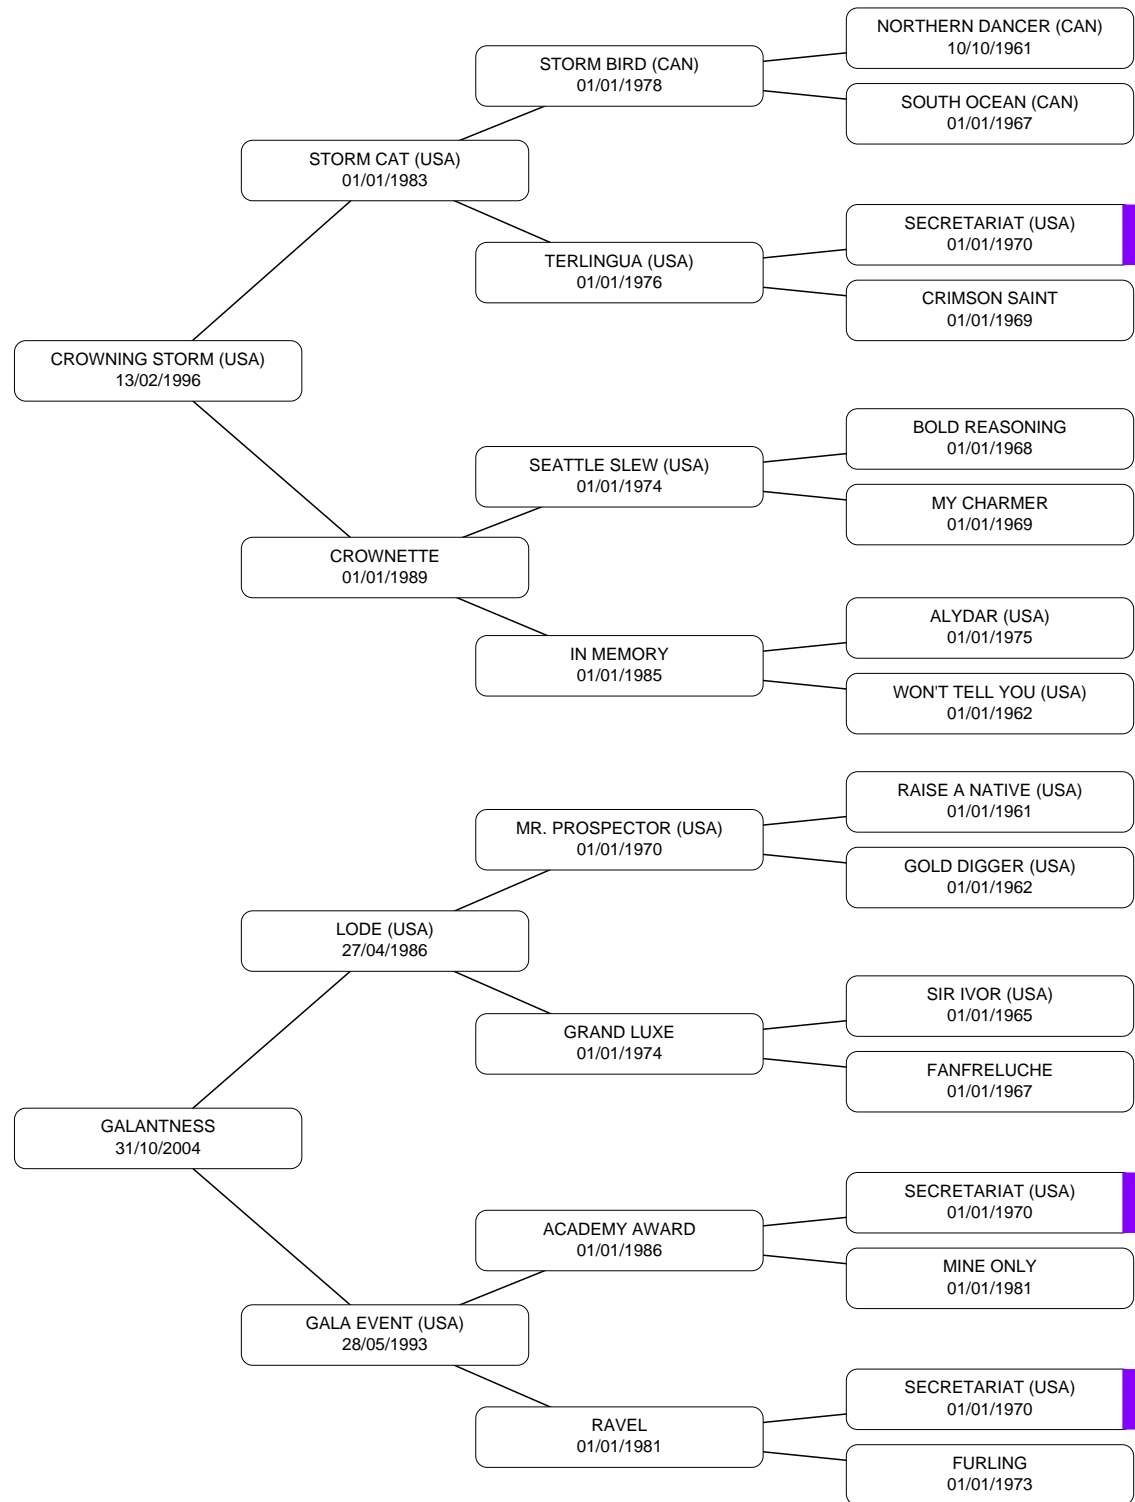 NORTHERN DANCER (CAN)
10/10/1961
STORM BIRD (CAN)
01/01/1978
SOUTH OCEAN (CAN)
01/01/1967
STORM CAT (USA)
01/01/1983
SECRETARIAT (USA)
01/01/1970
TERLINGUA (USA)
01/01/1976
CRIMSON SAINT
01/01/1969
CROWNING STORM (USA)
13/02/1996
BOLD REASONING
01/01/1968
SEATTLE SLEW (USA)
01/01/1974
MY CHARMER
01/01/1969
CROWNETTE
01/01/1989
ALYDAR (USA)
01/01/1975
IN MEMORY
01/01/1985
WON'T TELL YOU (USA)
01/01/1962
RAISE A NATIVE (USA)
01/01/1961
MR. PROSPECTOR (USA)
01/01/1970
GOLD DIGGER (USA)
01/01/1962
LODE (USA)
27/04/1986
SIR IVOR (USA)
01/01/1965
GRAND LUXE
01/01/1974
FANFRELUCHE
01/01/1967
GALANTNESS
31/10/2004
SECRETARIAT (USA)
01/01/1970
ACADEMY AWARD
01/01/1986
MINE ONLY
01/01/1981
GALA EVENT (USA)
28/05/1993
SECRETARIAT (USA)
01/01/1970
RAVEL
01/01/1981
FURLING
01/01/1973